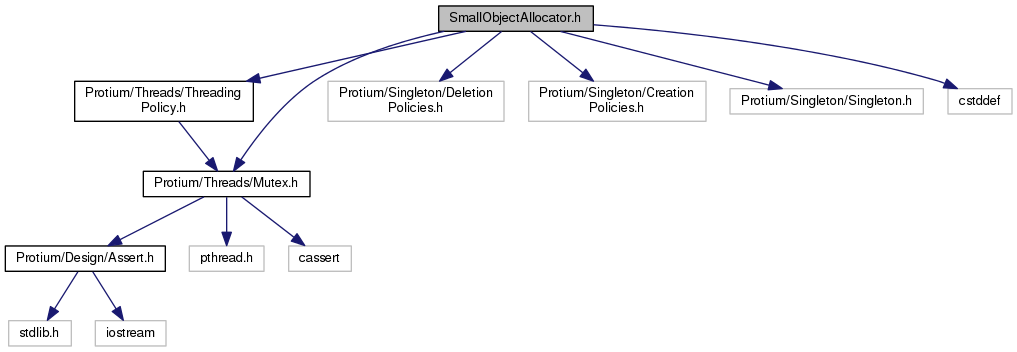 SmallObjectAllocator.h
Protium/Threads/Threading
Policy.h
Protium/Singleton/Deletion
Policies.h
Protium/Singleton/Creation
Policies.h
Protium/Singleton/Singleton.h
cstddef
Protium/Threads/Mutex.h
Protium/Design/Assert.h
pthread.h
cassert
stdlib.h
iostream